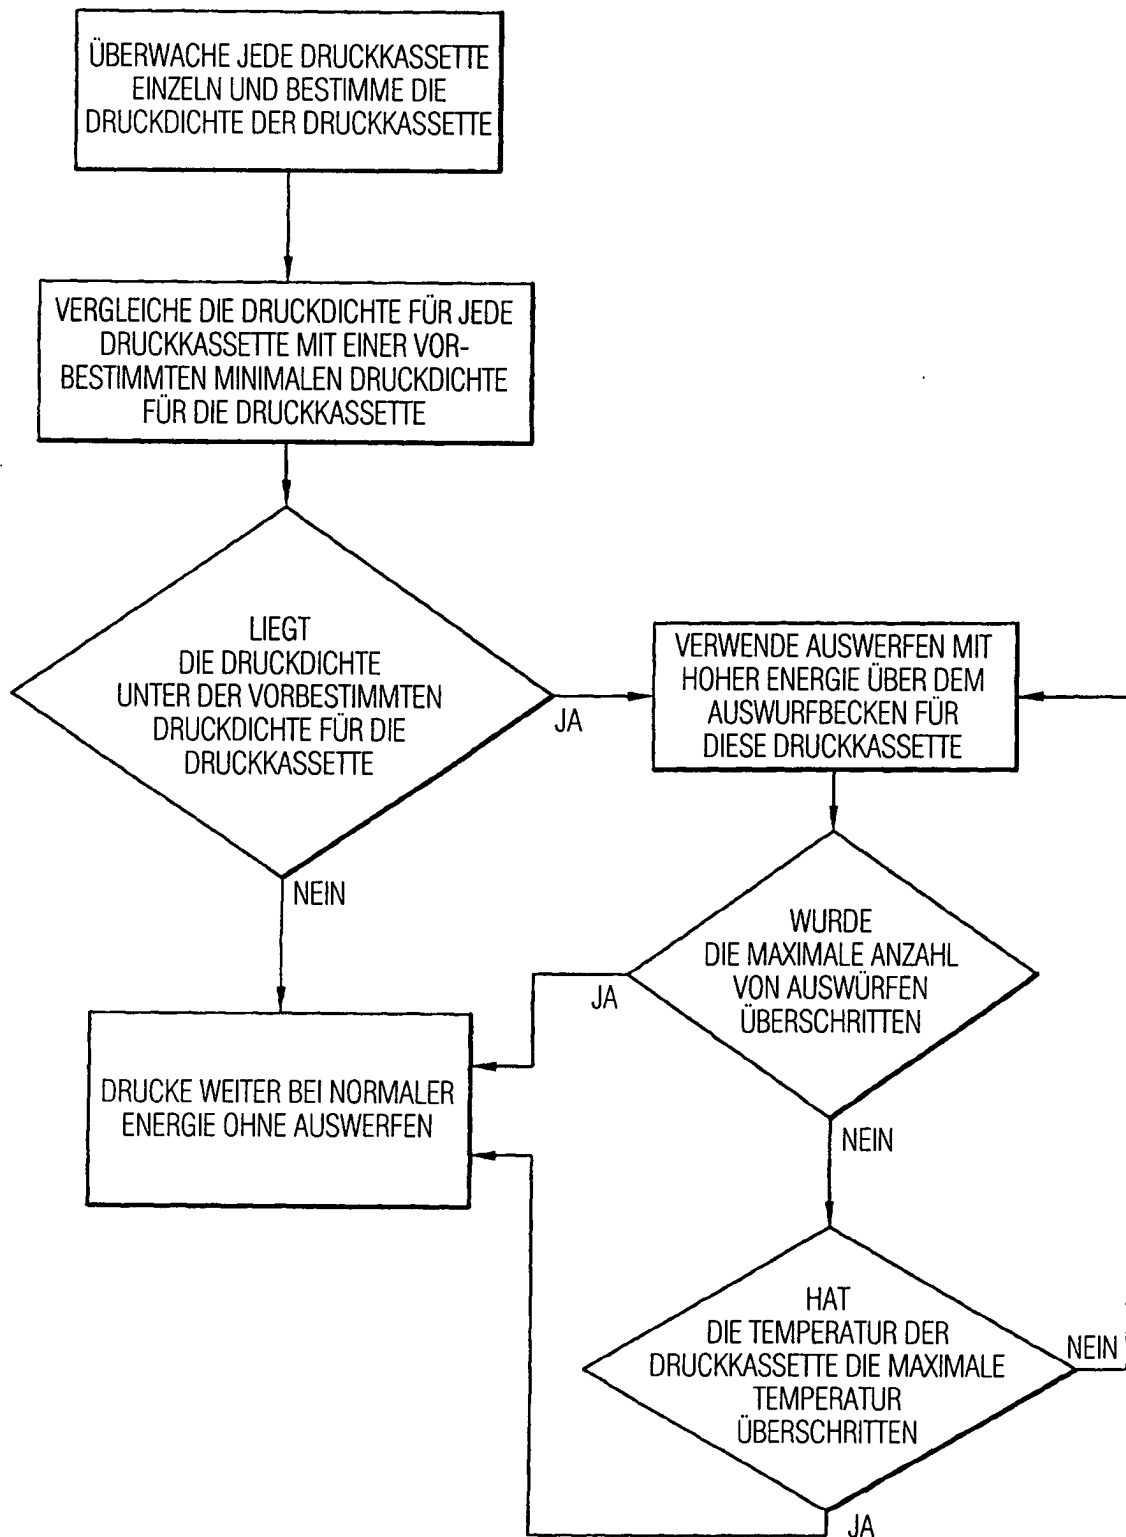 ÜBERWACHE JEDE DRUCKKASSETTE
EINZELN UND BESTIMME DIE
DRUCKDICHTE DER DRUCKKASSETTE
VERGLEICHE DIE DRUCKDICHTE FÜR JEDE
DRUCKKASSETTE MIT EINER VOR-
BESTIMMTEN MINIMALEN DRUCKDICHTE
FÜR DIE DRUCKKASSETTE
LIEGT
DIE DRUCKDICHTE
UNTER DER VORBESTIMMTEN
DRUCKDICHTE FÜR DIE
DRUCKKASSETTE
JA
NEIN
VERWENDE AUSWERFEN MIT
HOHER ENERGIE ÜBER DEM
AUSWURFBECKEN FÜR
DIESE DRUCKKASSETTE
WURDE
DIE MAXIMALE ANZAHL
VON AUSWÜRFEN
ÜBERSCHRITTEN
JA
NEIN
DRUCKE WEITER BEI NORMALER
ENERGIE OHNE AUSWERFEN
HAT
DIE TEMPERATUR DER
DRUCKKASSETTE DIE MAXIMALE
TEMPERATUR
ÜBERSCHRITTEN
NEIN
JA